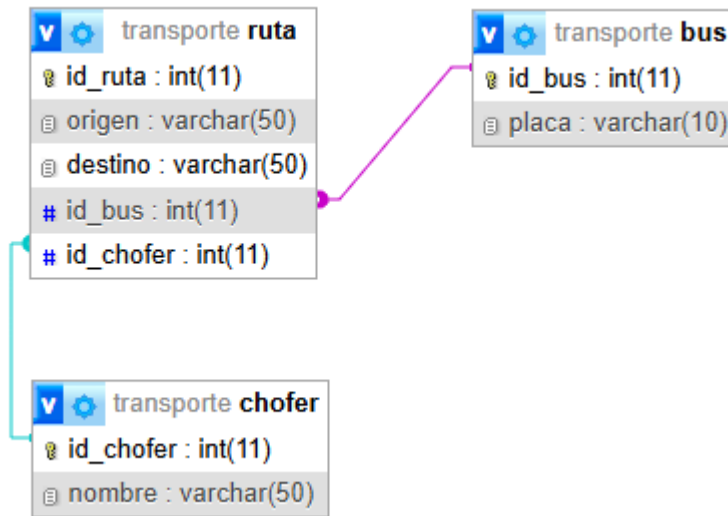 v transporte ruta
id_ruta : int(11)
origen : varchar(50)
destino : varchar(50)
# id_bus : int(11)
# id_chofer : int(11)
v transporte bus
id_bus : int(11)
placa : varchar(10)
v transporte chofer
id_chofer : int(11)
nombre : varchar(50)